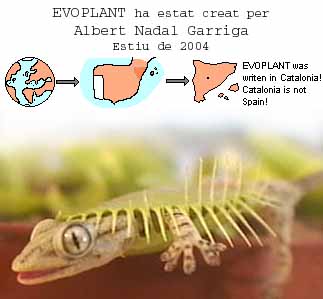 EVOPLANT ha estat creat per
Albert Nadal Garriga
Estiu de 2004
EVOPLANT was
writen in Catalonia!
Catalonia is not
Spain!